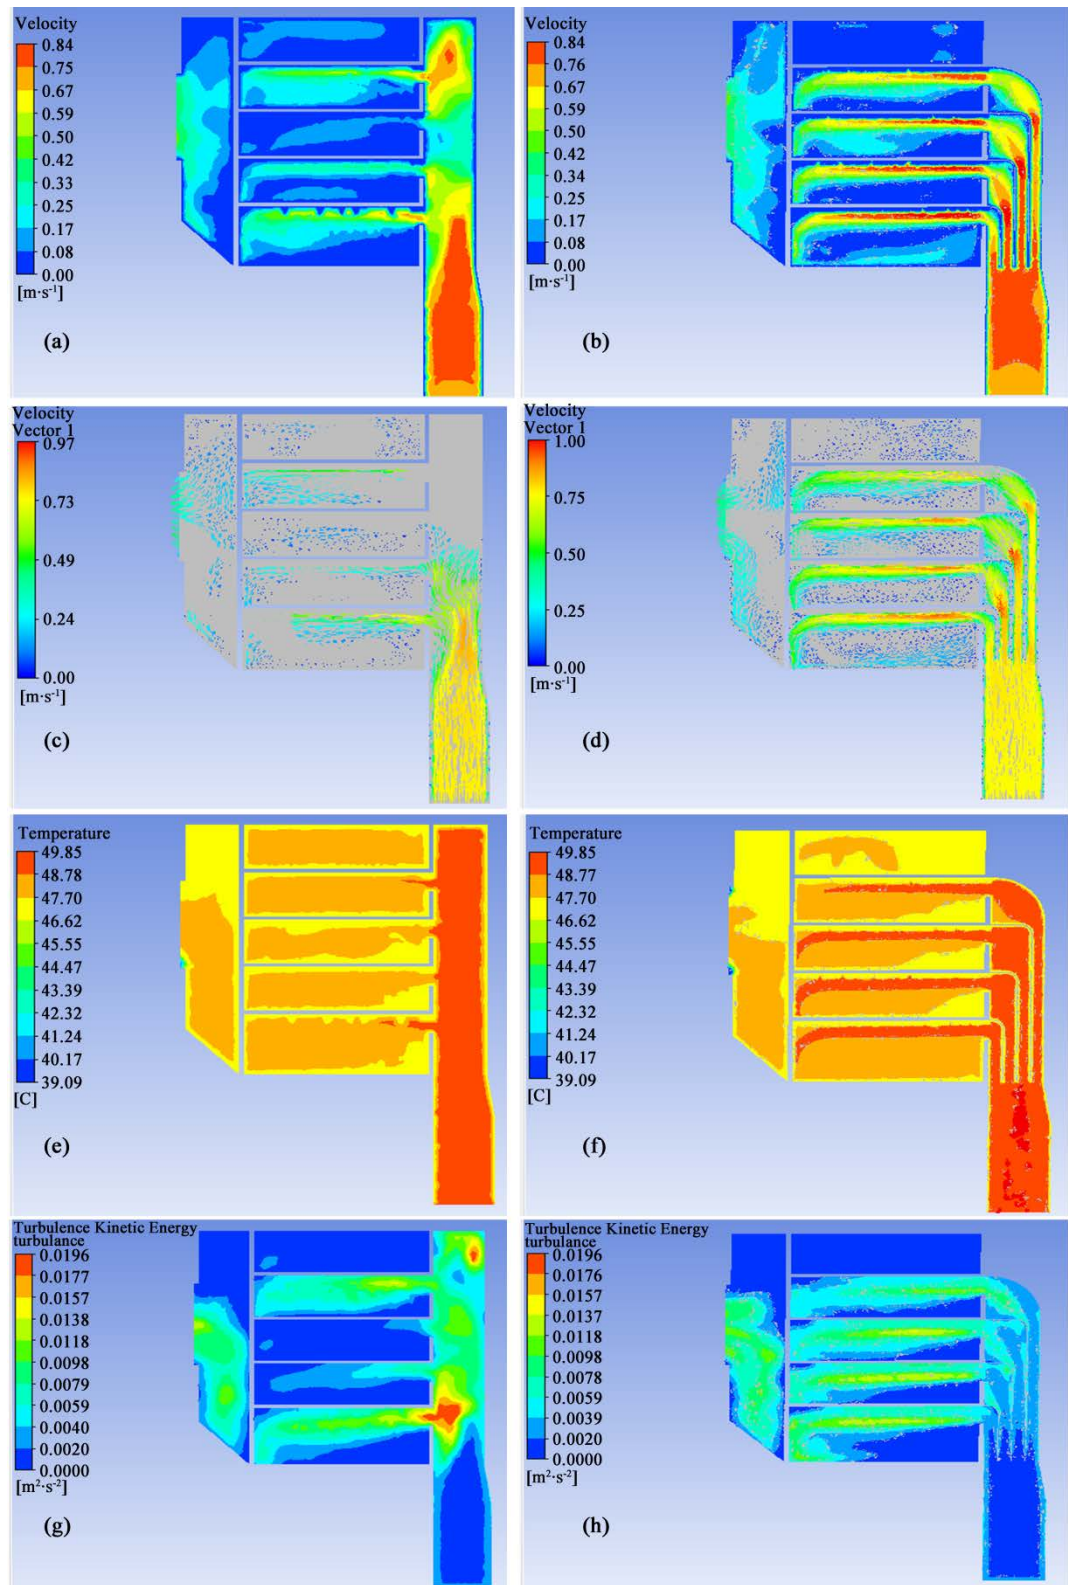 Velocity
0.84
0.75
0.67
0.59
0.50
0.42
0.33
0.25
0.17
0.08
0.00
[m·s⁻¹]
(a)
Velocity
0.84
0.76
0.67
0.59
0.51
0.42
0.34
0.25
0.17
0.08
0.00
[m·s⁻¹]
(b)
Velocity
Vector 1
0.97
0.73
0.49
0.24
0.00
[m·s⁻¹]
(c)
Velocity
Vector 1
1.00
0.75
0.50
0.25
0.00
[m·s⁻¹]
(d)
Temperature
49.85
48.78
47.70
46.62
45.55
44.47
43.39
42.32
41.24
40.17
39.09
[C]
(e)
Temperature
49.85
48.77
47.70
46.62
45.55
44.47
43.39
42.32
41.24
40.17
39.09
[C]
(f)
Turbulence Kinetic Energy
turbulance
0.0196
0.0177
0.0157
0.0138
0.0118
0.0098
0.0079
0.0059
0.0040
0.0020
0.0000
[m²·s⁻²]
(g)
Turbulence Kinetic Energy
turbulance
0.0196
0.0176
0.0157
0.0137
0.0118
0.0098
0.0078
0.0059
0.0039
0.0020
0.0000
[m²·s⁻²]
(h)